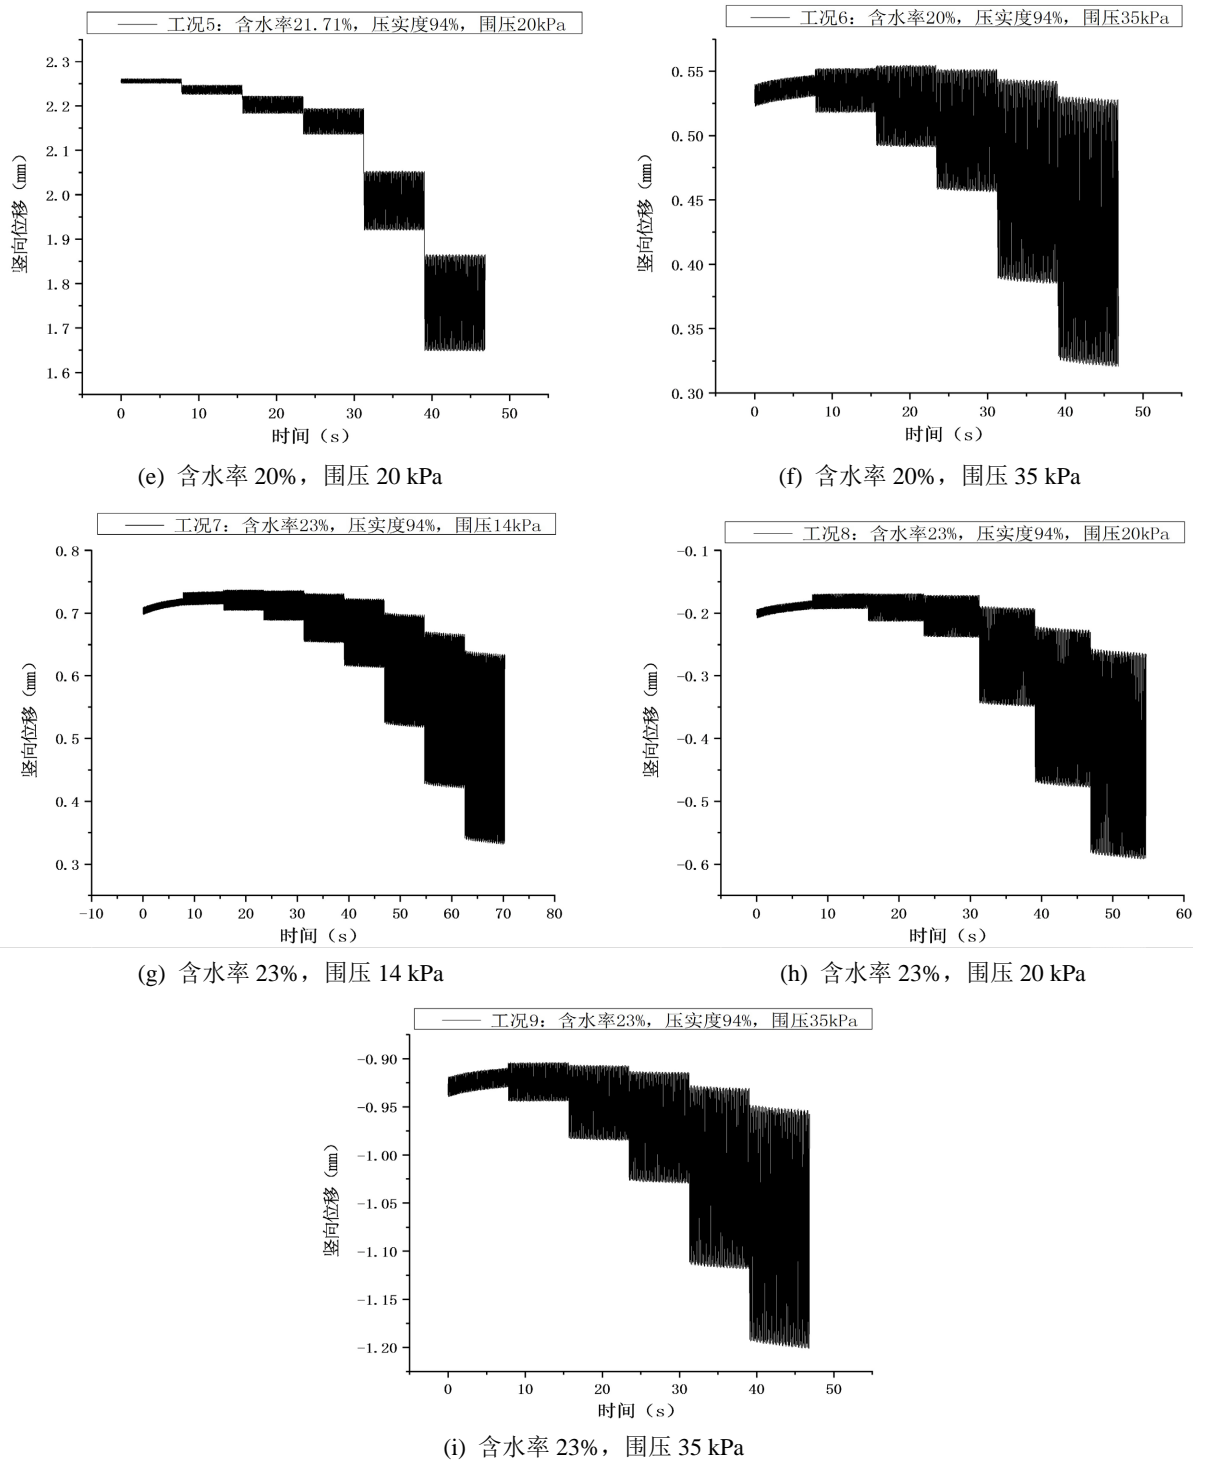 工况5: 含水率21.71%, 压实度94%, 围压20kPa
2.3
2.2
2.1
2.0
1.9
1.8
1.7
1.6
竖向位移（mm）
0 10 20 30 40 50
时间（s）
(e) 含水率 20%，围压 20 kPa
工况6: 含水率20%, 压实度94%, 围压35kPa
0.55
0.50
0.45
0.40
0.35
0.30
竖向位移（mm）
0 10 20 30 40 50
时间（s）
(f) 含水率 20%，围压 35 kPa
工况7: 含水率23%, 压实度94%, 围压14kPa
0.8
0.7
0.6
0.5
0.4
0.3
竖向位移（mm）
-10 0 10 20 30 40 50 60 70 80
时间（s）
(g) 含水率 23%，围压 14 kPa
工况8: 含水率23%, 压实度94%, 围压20kPa
-0.1
-0.2
-0.3
-0.4
-0.5
-0.6
竖向位移（mm）
0 10 20 30 40 50 60
时间（s）
(h) 含水率 23%，围压 20 kPa
工况9: 含水率23%, 压实度94%, 围压35kPa
-0.90
-0.95
-1.00
-1.05
-1.10
-1.15
-1.20
竖向位移（mm）
0 10 20 30 40 50
时间（s）
(i) 含水率 23%，围压 35 kPa